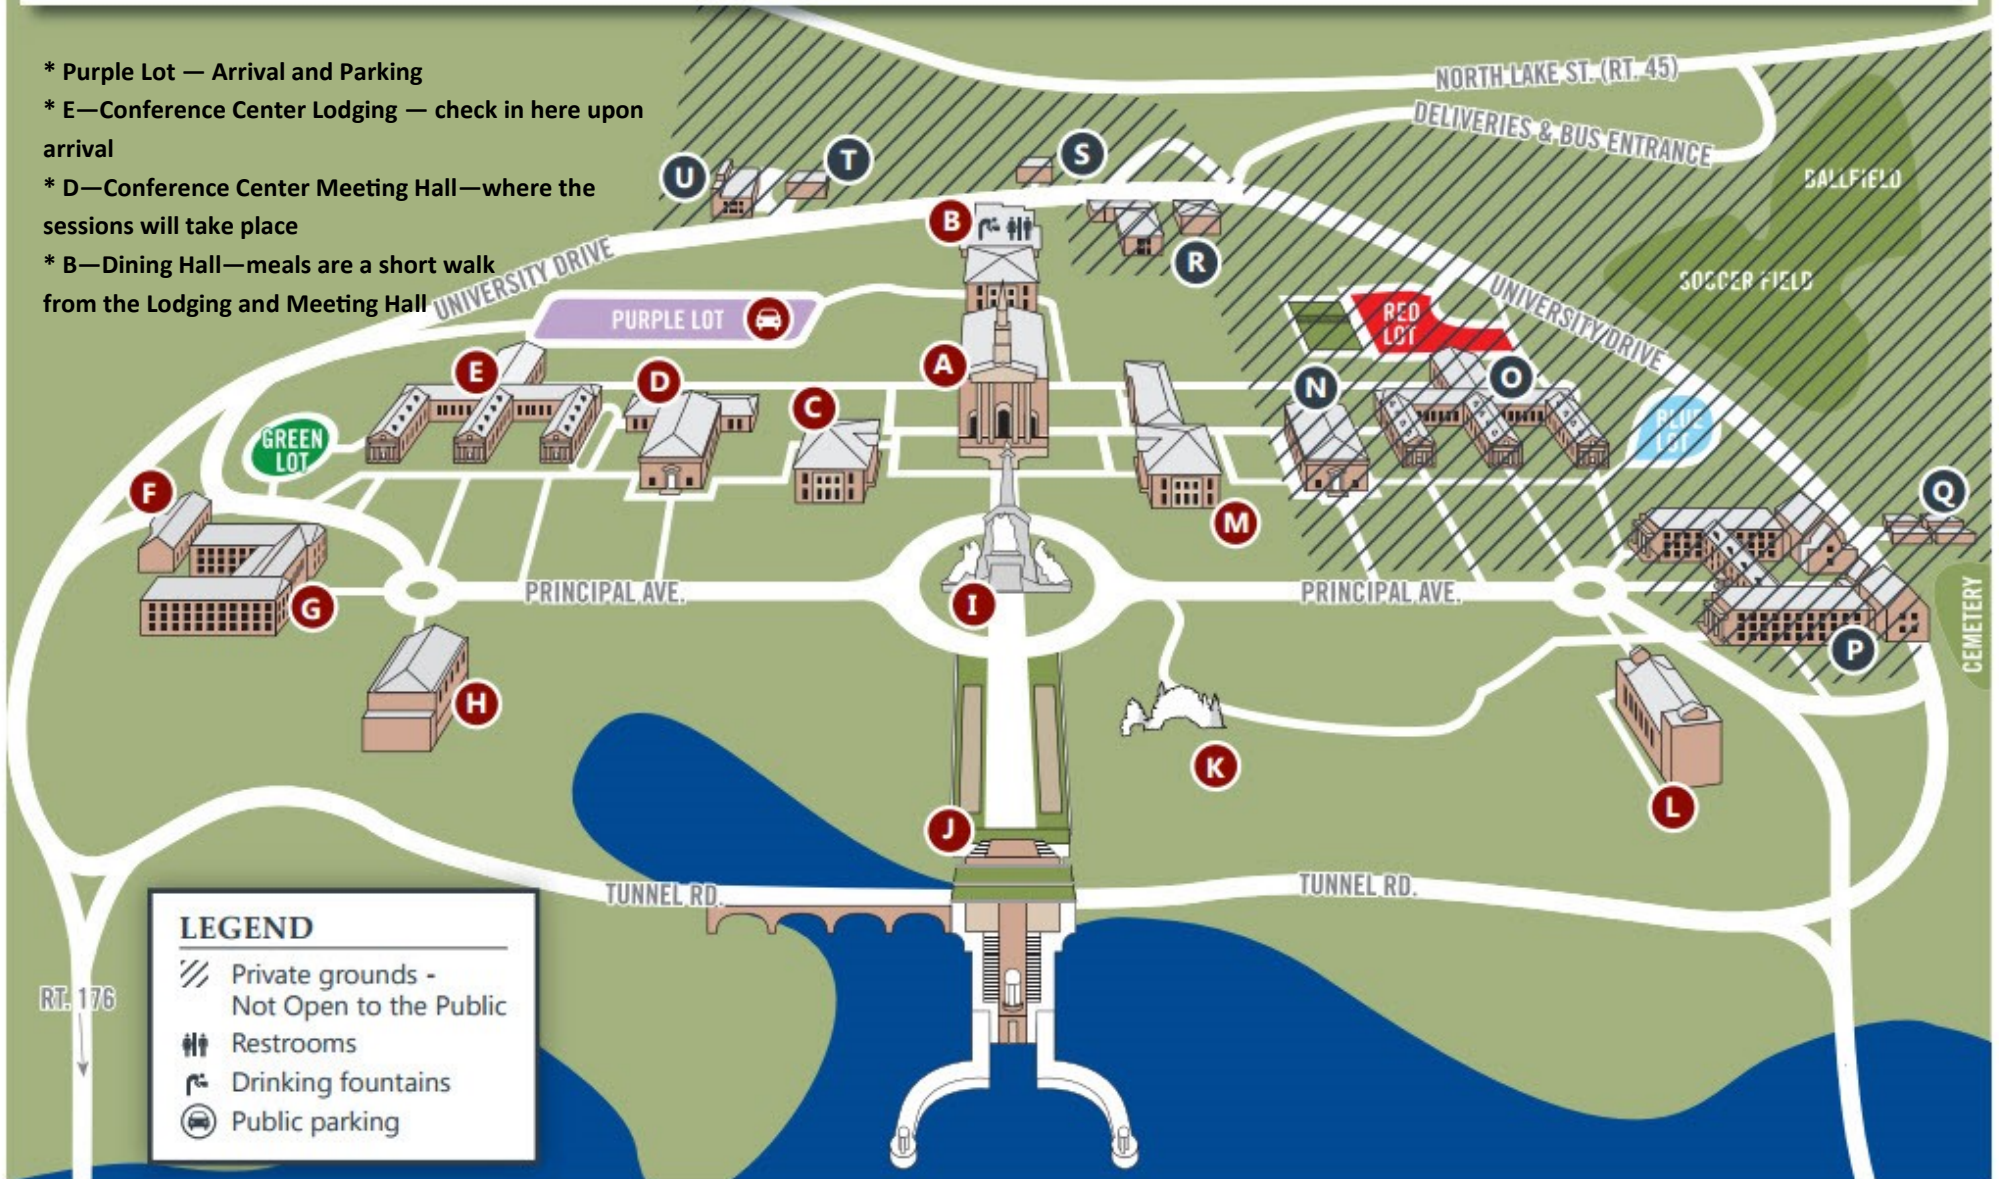 * Purple Lot — Arrival and Parking
* E—Conference Center Lodging — check in here upon
arrival
* D—Conference Center Meeting Hall—where the
sessions will take place
* B—Dining Hall—meals are a short walk
from the Lodging and Meeting Hall
NORTH LAKE ST. (RT. 45)
DELIVERIES & BUS ENTRANCE
BALLFIELD
SOCCER FIELD
U
T
S
B
R
UNIVERSITY DRIVE
UNIVERSITY DRIVE
PURPLE LOT
RED
LOT
A
E
D
C
N
O
GREEN
LOT
BLUE
LOT
F
M
Q
G
PRINCIPAL AVE.
I
PRINCIPAL AVE.
P
CEMETERY
H
K
J
L
TUNNEL RD.
TUNNEL RD.
RT. 176
LEGEND
Private grounds -
Not Open to the Public
Restrooms
Drinking fountains
Public parking